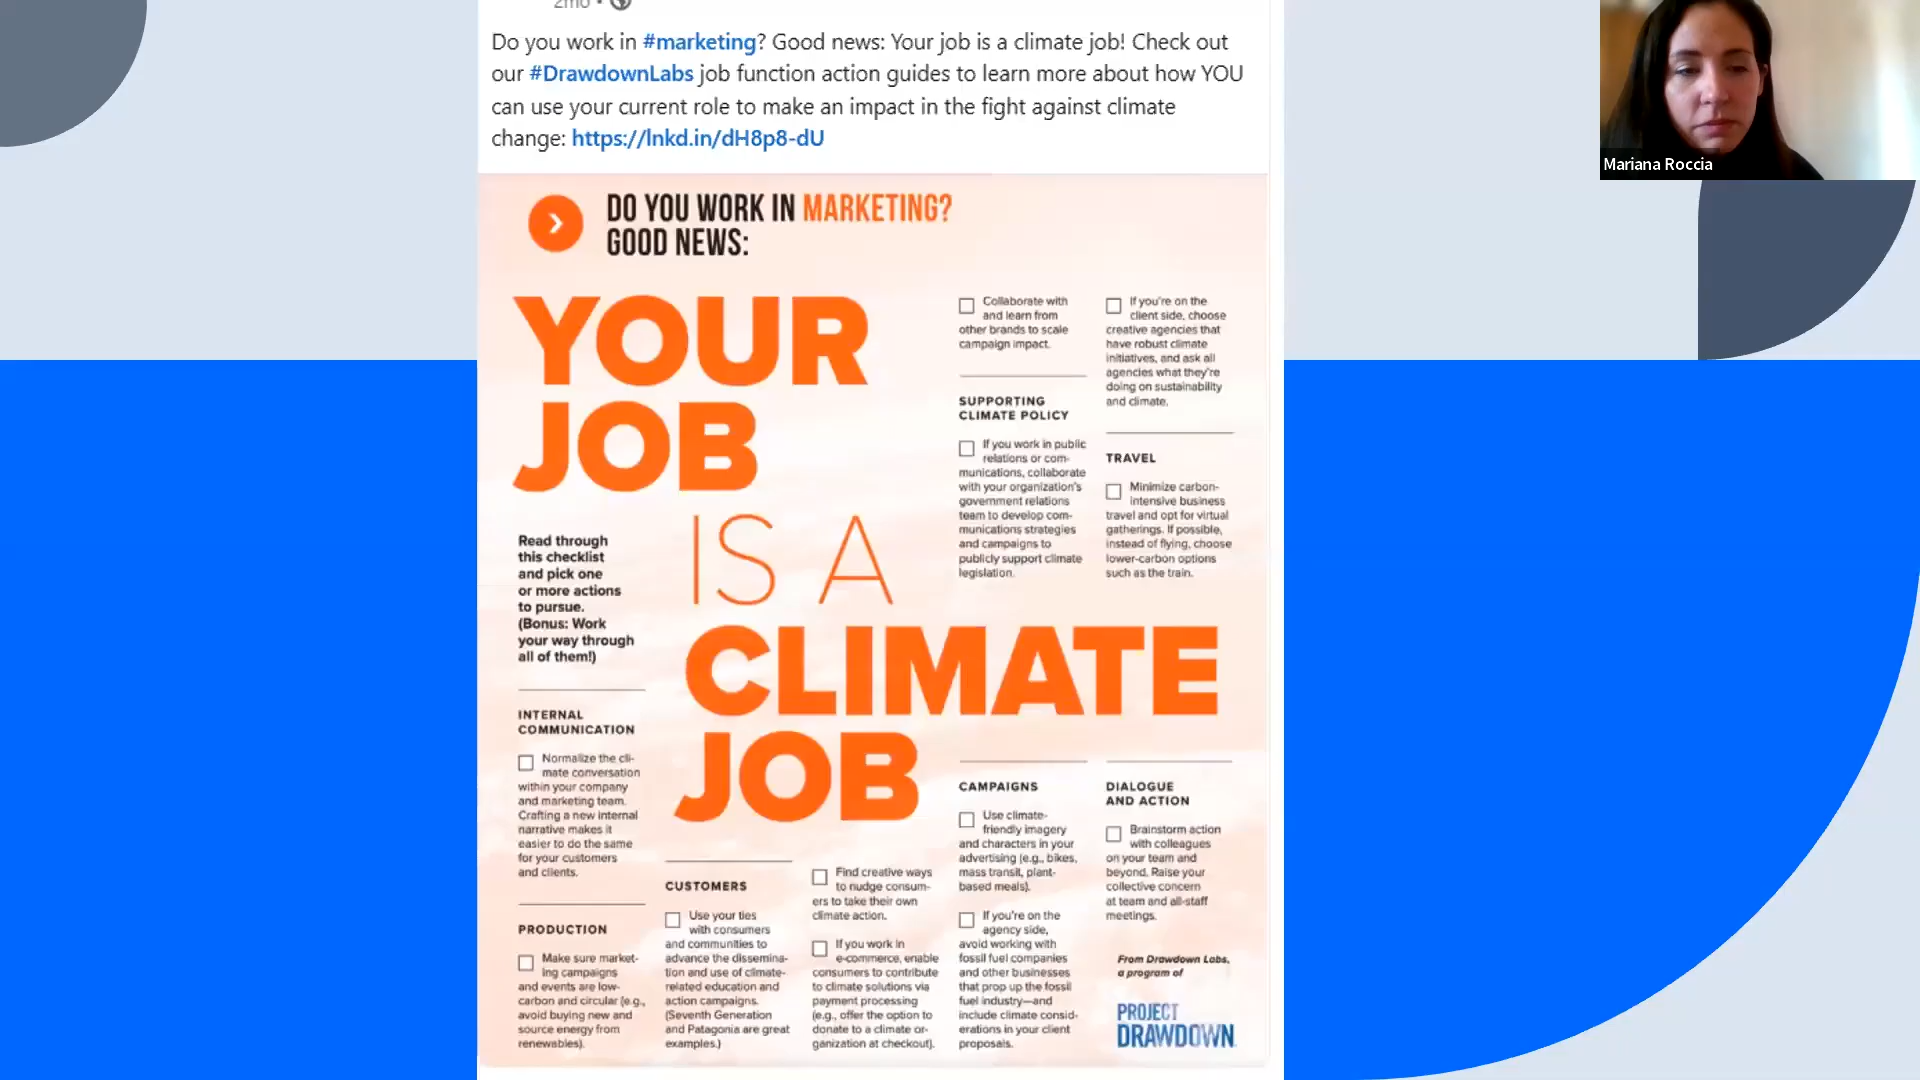 2mo •
Do you work in #marketing? Good news: Your job is a climate job! Check out
our #DrawdownLabs job function action guides to learn more about how YOU
can use your current role to make an impact in the fight against climate
change: https://lnkd.in/dH8p8-dU
DO YOU WORK IN MARKETING?
GOOD NEWS:
YOUR
JOB
IS A
CLIMATE
JOB
Read through
this checklist
and pick one
or more actions
to pursue.
(Bonus: Work
your way through
all of them!)
INTERNAL
COMMUNICATION
Normalize the cli-
mate conversation
within your company
and marketing team.
Crafting a new internal
narrative makes it
easier to do the same
for your customers
and clients.
PRODUCTION
Make sure market-
ing campaigns
and events are low-
carbon and circular (e.g.,
avoid buying new and
source energy from
renewables).
CUSTOMERS
Use your ties
with consumers
and communities to
advance the dissemina-
tion and use of climate-
related education and
action campaigns.
(Seventh Generation
and Patagonia are great
examples.)
Find creative ways
to nudge consum-
ers to take their own
climate action.
If you work in
e-commerce, enable
consumers to contribute
to climate solutions via
payment processing
(e.g., offer the option to
donate to a climate or-
ganization at checkout).
CAMPAIGNS
Use climate-
friendly imagery
and characters in your
advertising (e.g., bikes,
mass transit, plant-
based meals).
If you're on the
agency side,
avoid working with
fossil fuel companies
and other businesses
that prop up the fossil
fuel industry—and
include climate consid-
erations in your client
proposals.
Collaborate with
and learn from
other brands to scale
campaign impact.
SUPPORTING
CLIMATE POLICY
If you work in public
relations or com-
munications, collaborate
with your organization's
government relations
team to develop com-
munications strategies
and campaigns to
publicly support climate
legislation.
If you're on the
client side, choose
creative agencies that
have robust climate
initiatives, and ask all
agencies what they're
doing on sustainability
and climate.
TRAVEL
Minimize carbon-
intensive business
travel and opt for virtual
gatherings. If possible,
instead of flying, choose
lower-carbon options
such as the train.
DIALOGUE
AND ACTION
Brainstorm action
with colleagues
on your team and
beyond. Raise your
collective concern
at team and all-staff
meetings.
From Drawdown Labs,
a program of
PROJECT
DRAWDOWN
Mariana Roccia